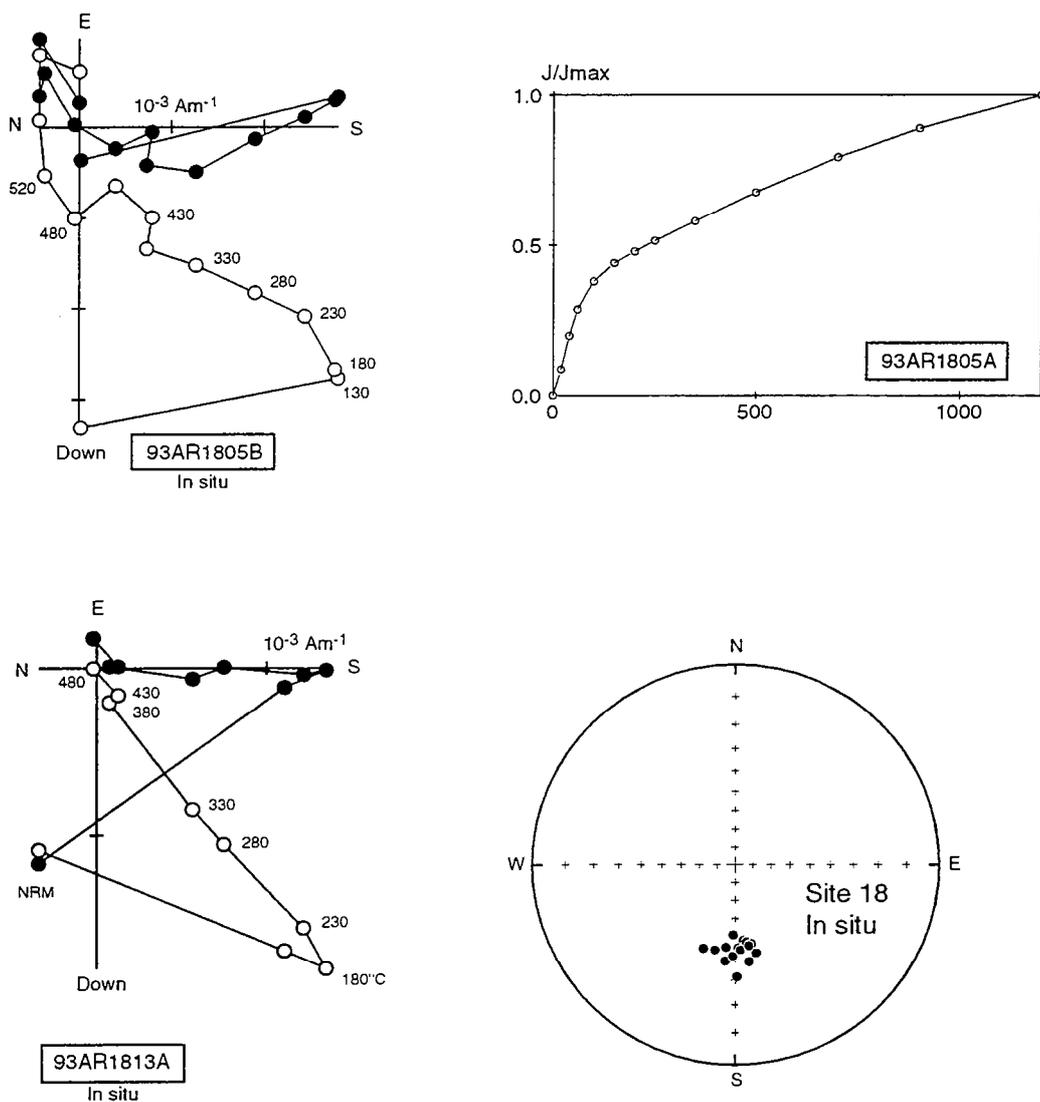 E
10⁻³ Am⁻¹
N
S
520
480
430
330
280
230
180
130
Down
93AR1805B
In situ
J/Jmax
1.0
0.5
0.0
93AR1805A
0
500
1000
E
10⁻³ Am⁻¹
N
S
480
430
380
330
280
NRM
230
180°C
Down
93AR1813A
In situ
N
W
E
Site 18
In situ
S